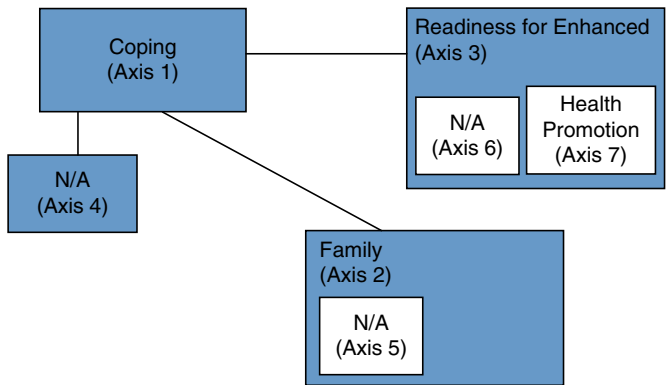 Coping
(Axis 1)
Readiness for Enhanced
(Axis 3)
N/A
(Axis 6)
Health
Promotion
(Axis 7)
N/A
(Axis 4)
Family
(Axis 2)
N/A
(Axis 5)